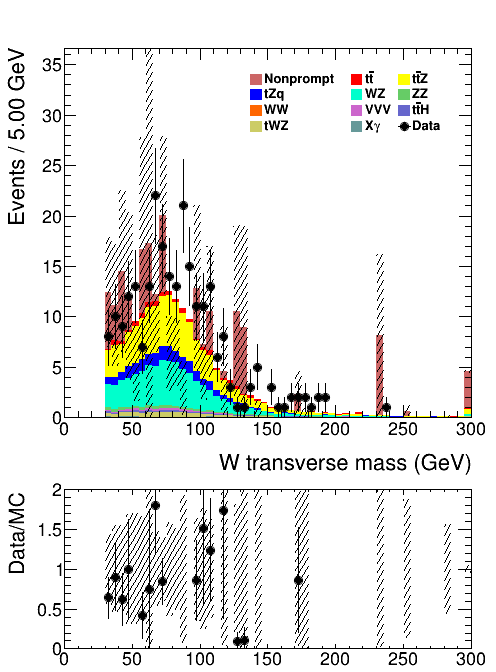 Events / 5.00 GeV
35
30
25
20
15
10
5
0
Nonprompt tt̄ tt̄Z
tZq WZ ZZ
WW VVV tt̄H
tWZ Xγ Data
0 50 100 150 200 250 300
W transverse mass (GeV)
Data/MC
2
1.5
1
0.5
0
0 50 100 150 200 250 300